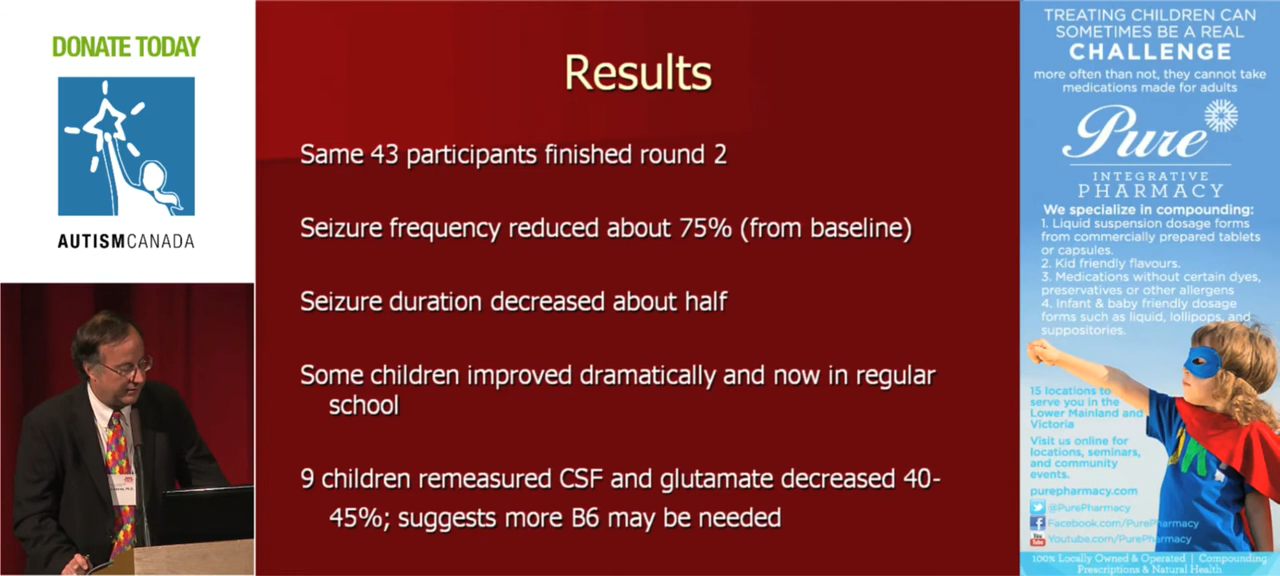 DONATE TODAY
AUTISMCANADA
Results
Same 43 participants finished round 2
Seizure frequency reduced about 75% (from baseline)
Seizure duration decreased about half
Some children improved dramatically and now in regular
school
9 children remeasured CSF and glutamate decreased 40-
45%; suggests more B6 may be needed
TREATING CHILDREN CAN
SOMETIMES BE A REAL
CHALLENGE
more often than not, they cannot take
medications made for adults
Pure
INTEGRATIVE
PHARMACY
We specialize in compounding:
1. Liquid suspension dosage forms
from commercially prepared tablets
or capsules.
2. Kid friendly flavours.
3. Medications without certain dyes,
preservatives or other allergens
4. Infant & baby friendly dosage
forms such as liquid, lollipops, and
suppositories.
15 locations to
serve you in the
Lower Mainland and
Victoria
Visit us online for
locations, seminars,
and community
events.
purepharmacy.com
@PurePharmacy
Facebook.com/PurePharmacy
You Tube
Youtube.com/PurePharmacy
100% Locally Owned & Operated | Compounding
Prescriptions & Natural Health